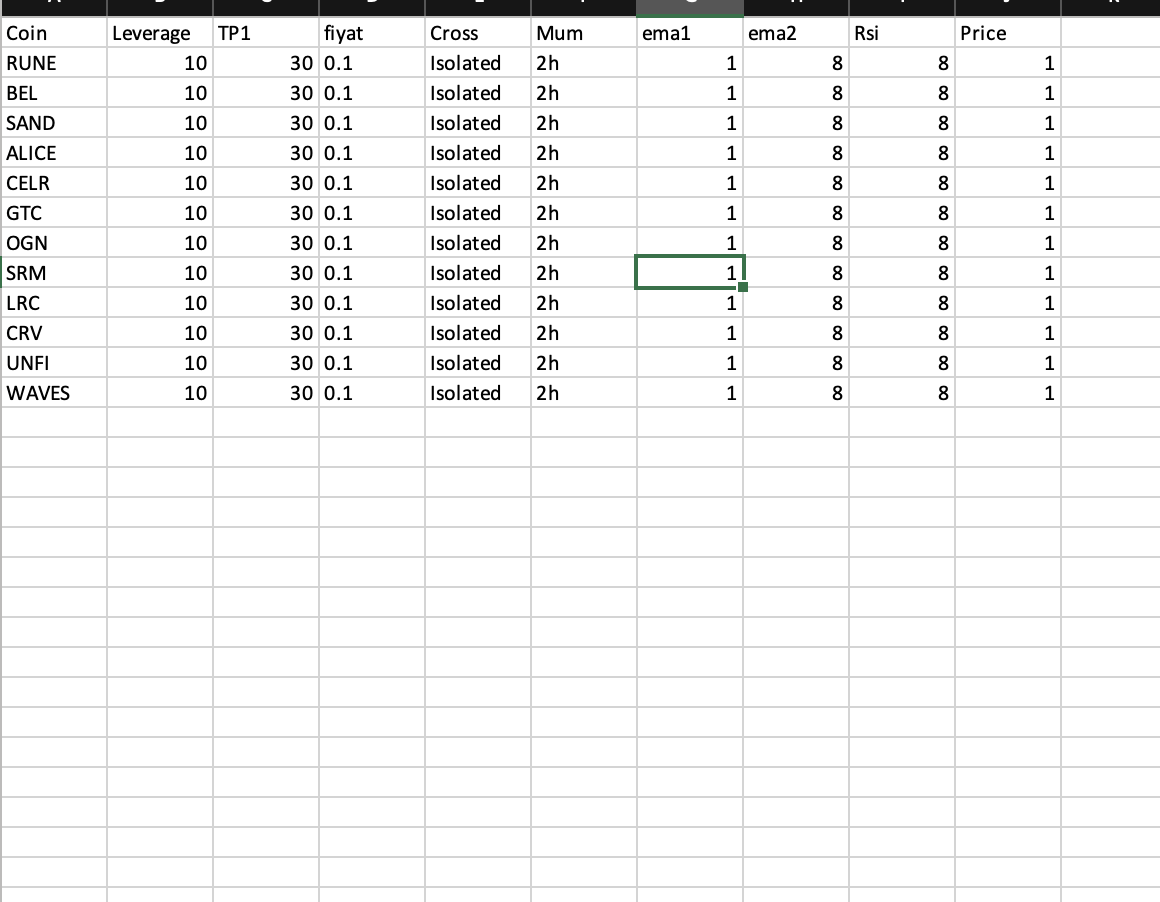 Coin Leverage TP1 fiyat Cross Mum ema1 ema2 Rsi Price
RUNE 10 30 0.1 Isolated 2h 1 8 8 1
BEL 10 30 0.1 Isolated 2h 1 8 8 1
SAND 10 30 0.1 Isolated 2h 1 8 8 1
ALICE 10 30 0.1 Isolated 2h 1 8 8 1
CELR 10 30 0.1 Isolated 2h 1 8 8 1
GTC 10 30 0.1 Isolated 2h 1 8 8 1
OGN 10 30 0.1 Isolated 2h 1 8 8 1
SRM 10 30 0.1 Isolated 2h 1 8 8 1
LRC 10 30 0.1 Isolated 2h 1 8 8 1
CRV 10 30 0.1 Isolated 2h 1 8 8 1
UNFI 10 30 0.1 Isolated 2h 1 8 8 1
WAVES 10 30 0.1 Isolated 2h 1 8 8 1